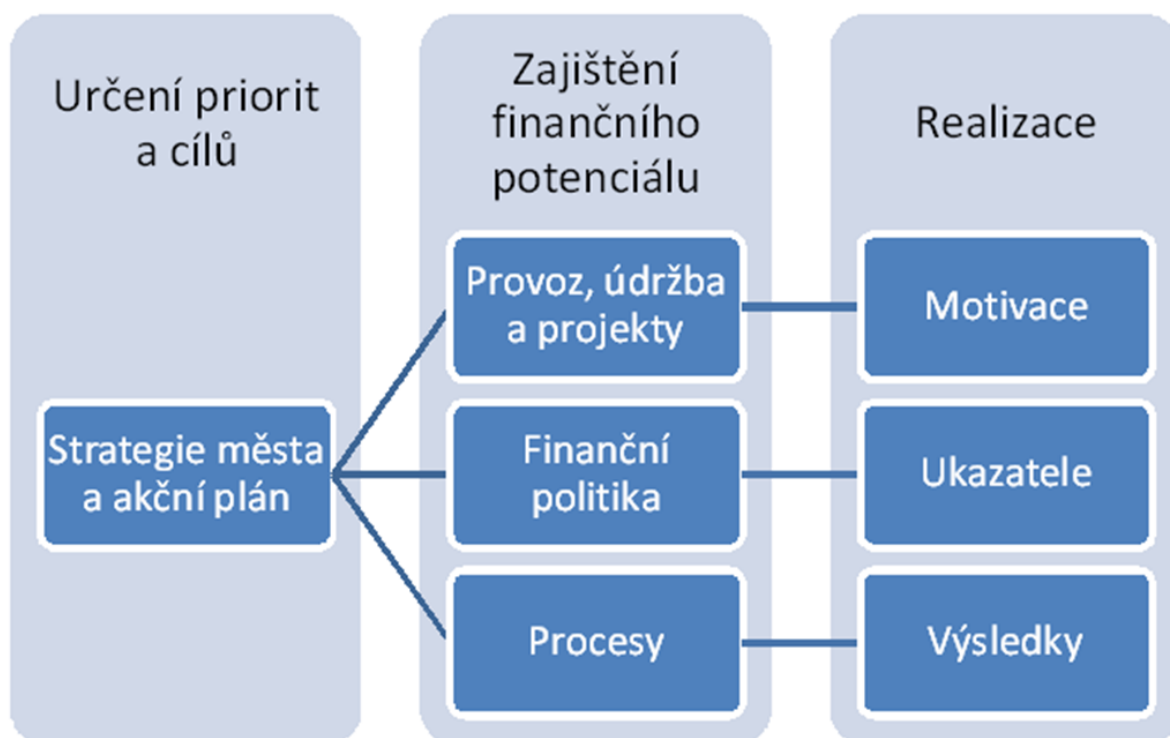 Určení priorit
a cílů
Zajištění
finančního
potenciálu
Realizace
Strategie města
a akční plán
Provoz, údržba
a projekty
Finanční
politika
Procesy
Motivace
Ukazatele
Výsledky